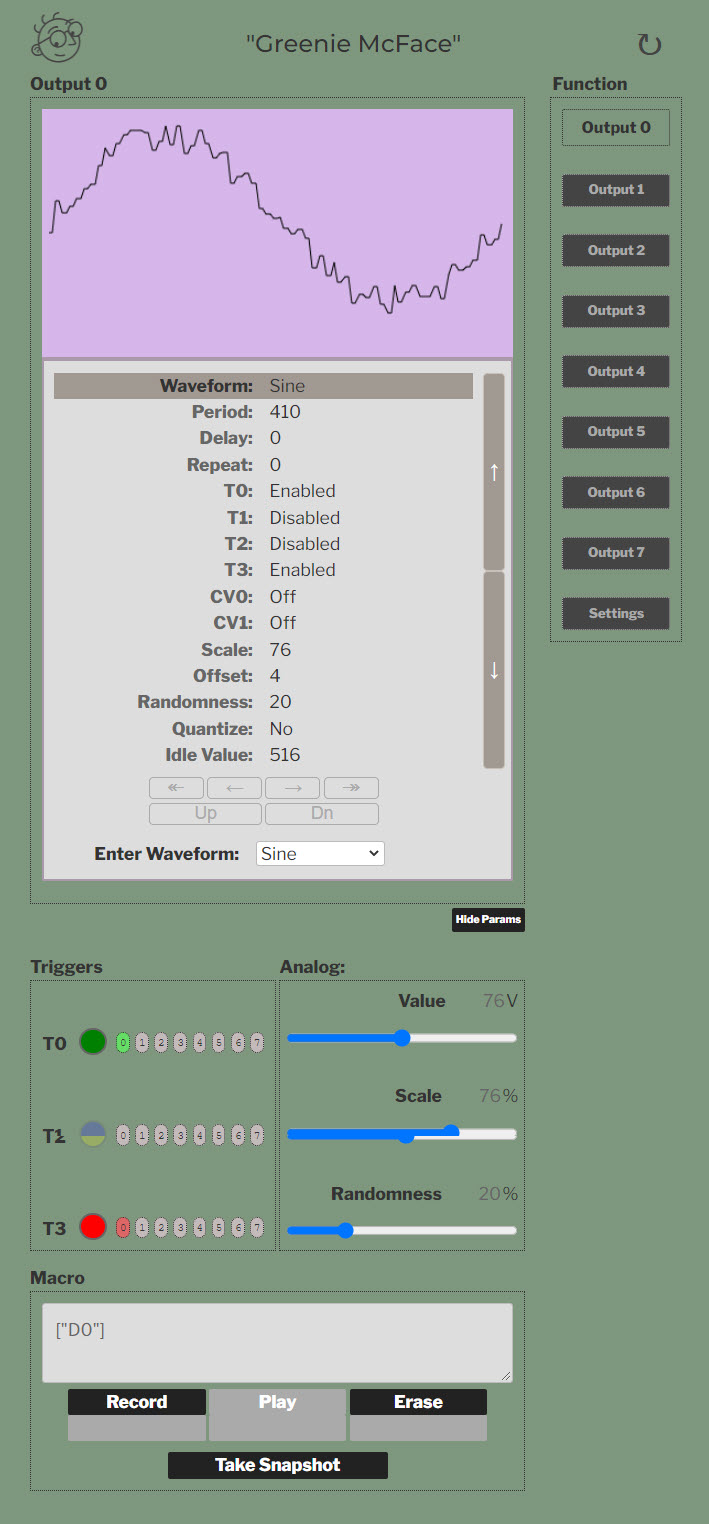 "Greenie McFace"
↻
Output 0
Function
Output 0
Output 1
Output 2
Output 3
Output 4
Output 5
Output 6
Output 7
Settings
Waveform: Sine
Period: 410
Delay: 0
Repeat: 0
T0: Enabled
T1: Disabled
T2: Disabled
T3: Enabled
CV0: Off
CV1: Off
Scale: 76
Offset: 4
Randomness: 20
Quantize: No
Idle Value: 516
↑
↓
↞ ← → ↠
Up Dn
Enter Waveform: Sine
Hide Params
Triggers
T0 0 1 2 3 4 5 6 7
0 1 2 3 4 5 6 7
T3 0 1 2 3 4 5 6 7
Analog:
Value 76V
Scale 76%
Randomness 20%
Macro
["D0"]
Record Play Erase
Take Snapshot